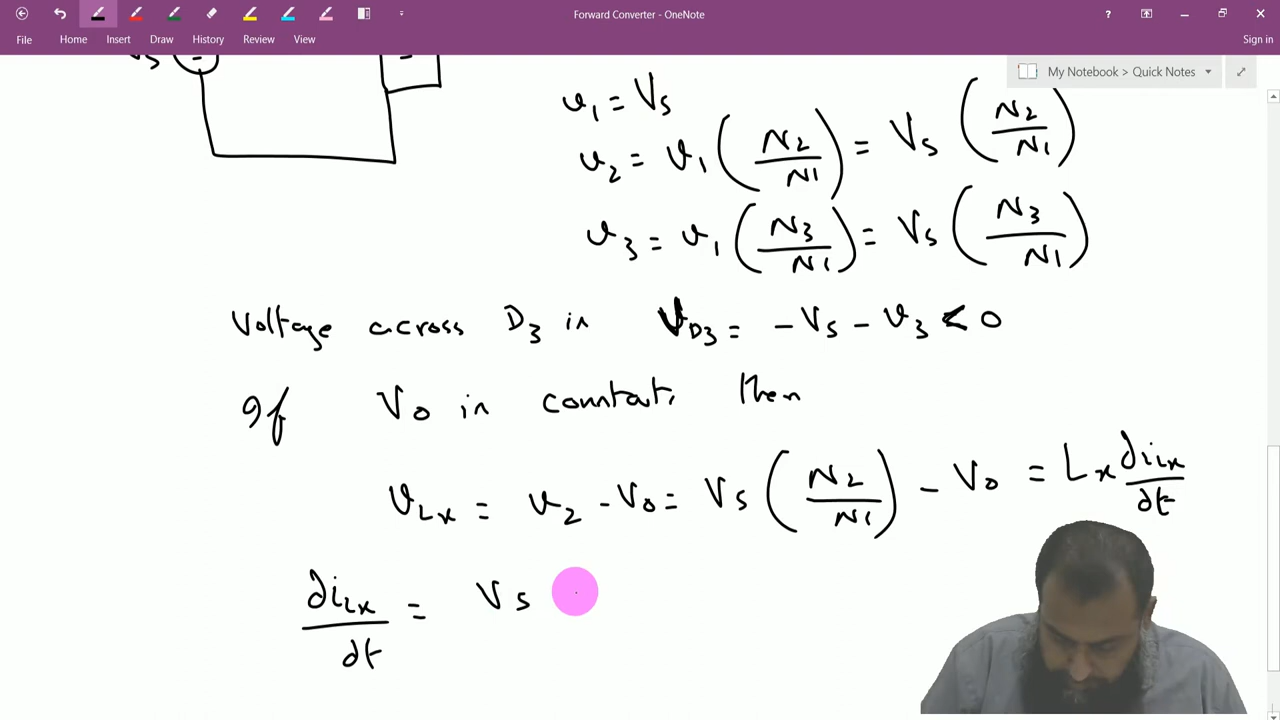 Forward Converter - OneNote
?
File Home Insert Draw History Review View Sign in
My Notebook > Quick Notes
Vs
v1 = Vs
v2 = v1 (N2/N1) = Vs (N2/N1)
v3 = v1 (N3/N1) = Vs (N3/N1)
Voltage across D3 is VD3 = -Vs - v3 < 0
If Vo is constant, then
vLx = v2 - Vo = Vs (N2/N1) - Vo = Lx diLx/dt
diLx/dt = Vs